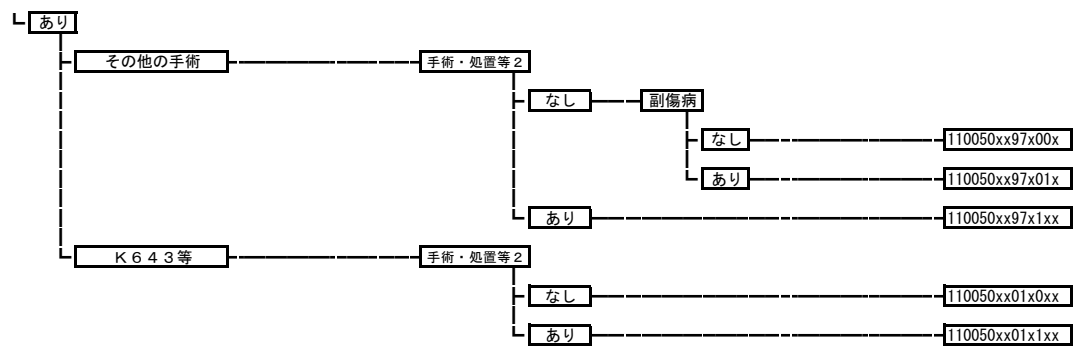 あり
その他の手術 手術・処置等2
なし 副傷病
なし 110050xx97x00x
あり 110050xx97x01x
あり 110050xx97x1xx
K643等 手術・処置等2
なし 110050xx01x0xx
あり 110050xx01x1xx